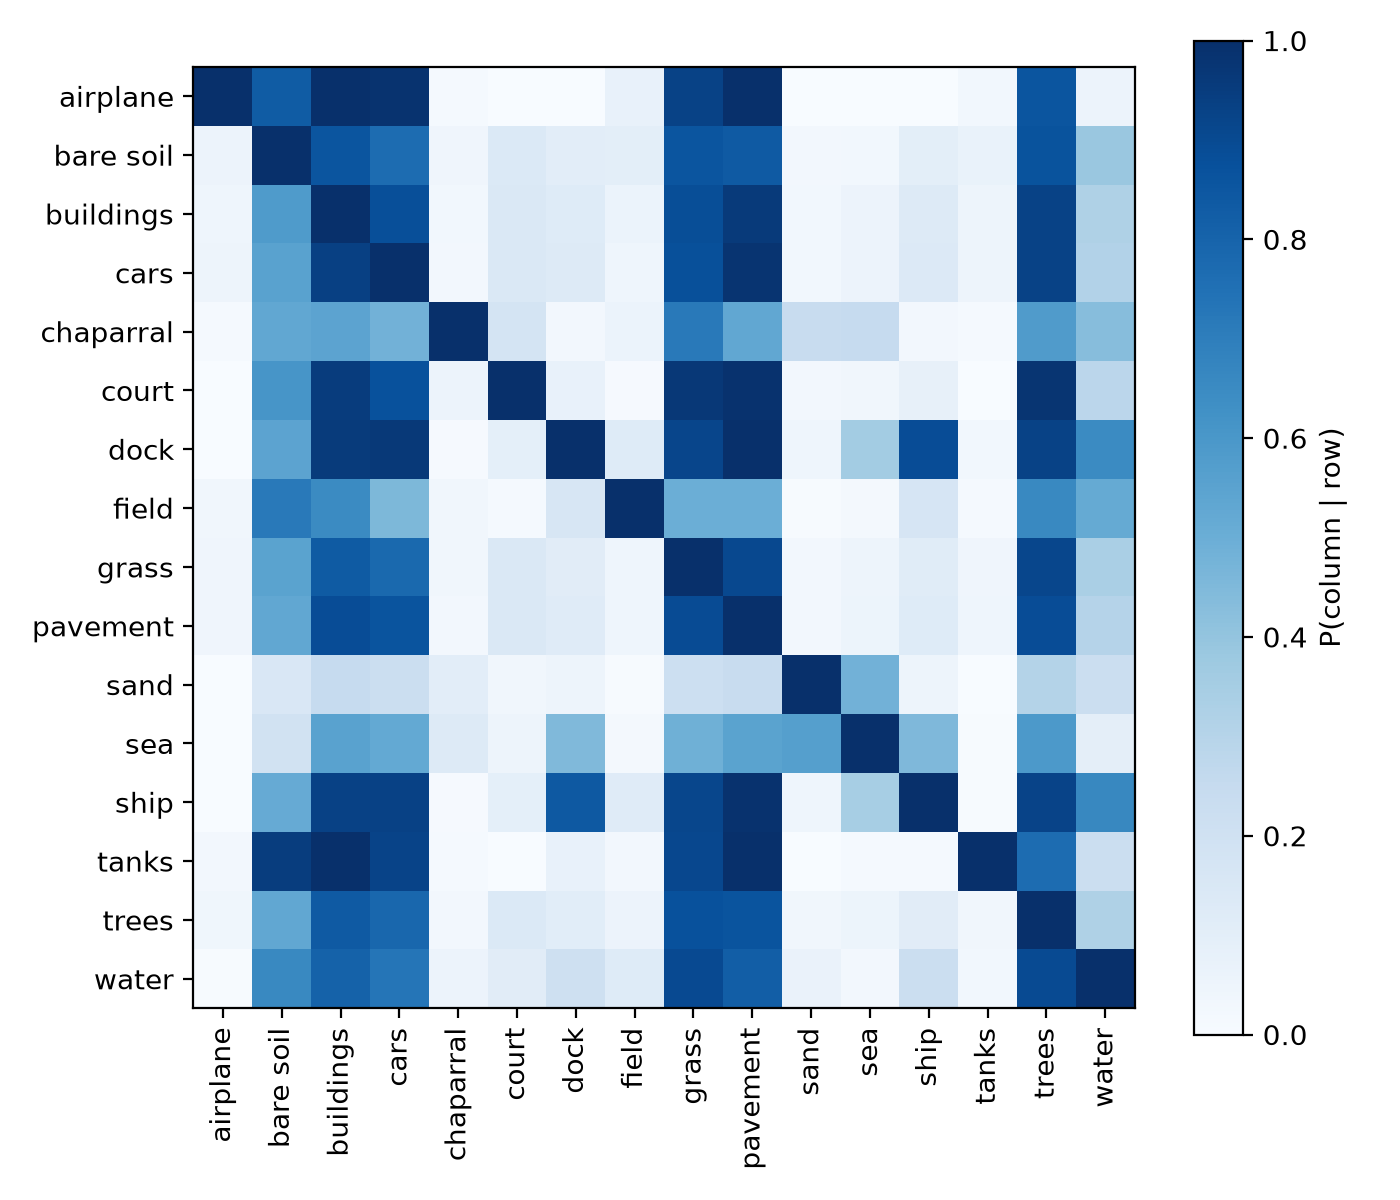 airplane
bare soil
buildings
cars
chaparral
court
dock
field
grass
pavement
sand
sea
ship
tanks
trees
water
airplane
bare soil
buildings
cars
chaparral
court
dock
field
grass
pavement
sand
sea
ship
tanks
trees
water
1.0
0.8
0.6
0.4
0.2
0.0
P(column | row)